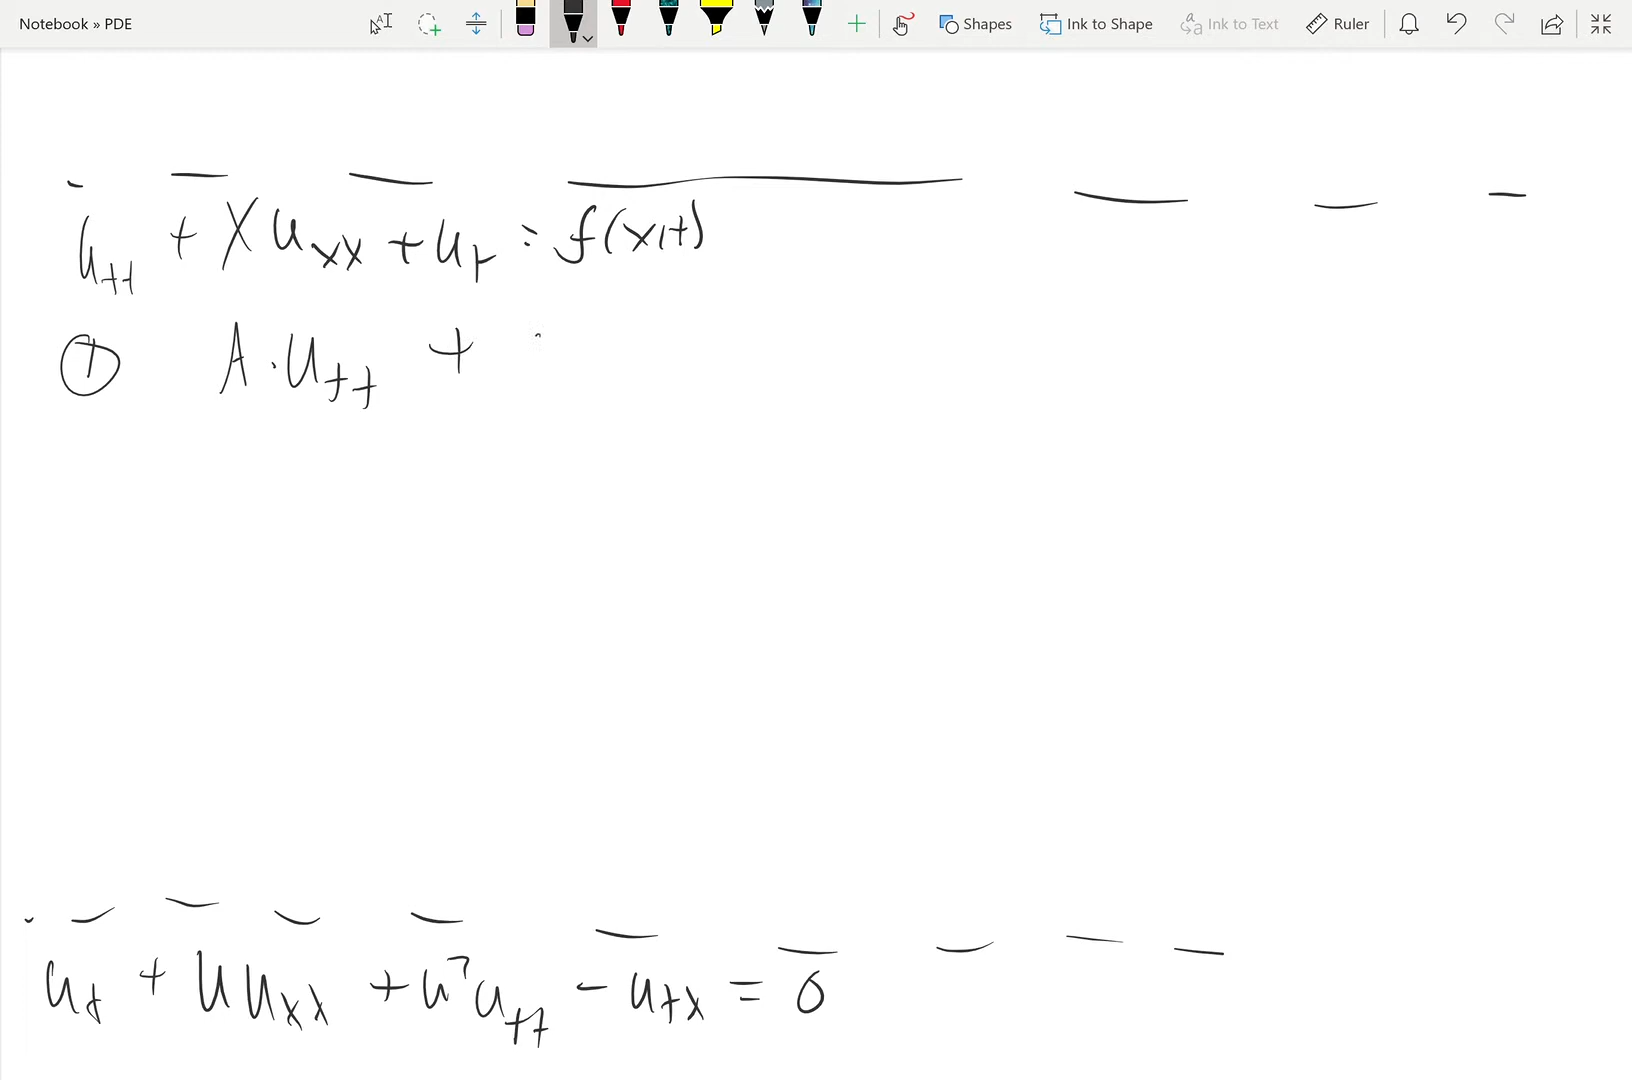 Notebook » PDE Shapes Ink to Shape Ink to Text Ruler
u_tt + X u_xx + u_t = f(x,t)
① A · u_tt +
u_t + u u_xx + u² u_tt - u_tx = 0